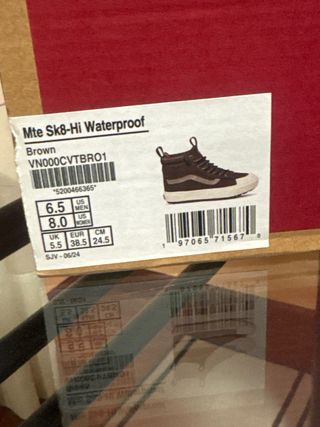 Mte Sk8-Hi Waterproof
Brown
VN000CVTBRO1
*5200466365*
6.5 US MEN
8.0 US WOMEN
UK 5.5 EUR 38.5 CM 24.5
SJV - 06/24
1 97065 71567 0